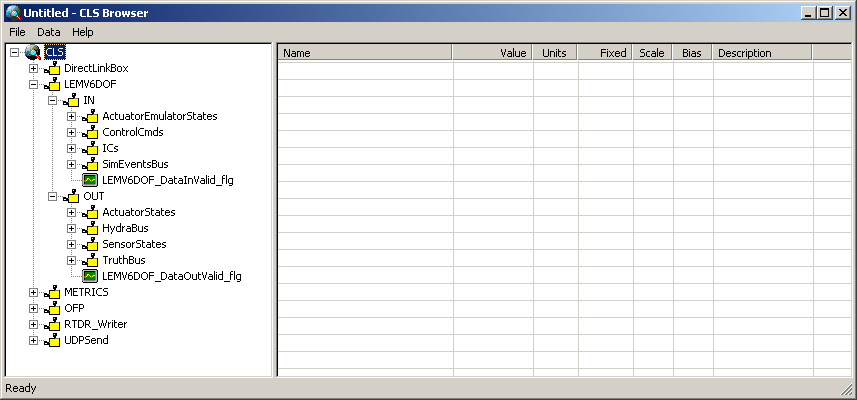 Untitled - CLS Browser
File Data Help
CLS
DirectLinkBox
LEMV6DOF
IN
ActuatorEmulatorStates
ControlCmds
ICs
SimEventsBus
LEMV6DOF_DataInValid_flg
OUT
ActuatorStates
HydraBus
SensorStates
TruthBus
LEMV6DOF_DataOutValid_flg
METRICS
OFP
RTDR_Writer
UDPSend
Name Value Units Fixed Scale Bias Description
Ready